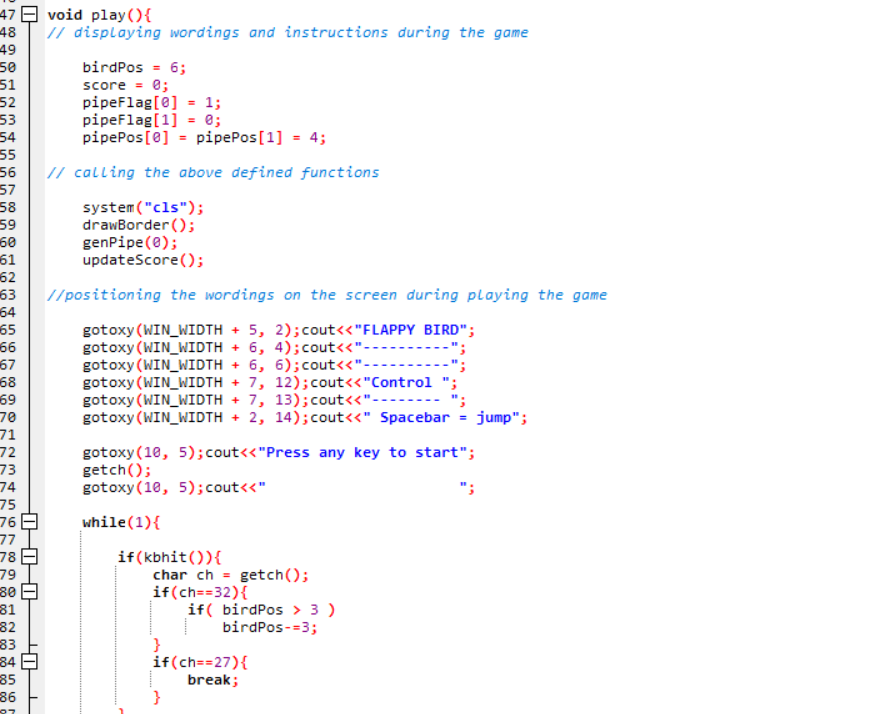 47 void play(){
48 // displaying wordings and instructions during the game
49
50 birdPos = 6;
51 score = 0;
52 pipeFlag[0] = 1;
53 pipeFlag[1] = 0;
54 pipePos[0] = pipePos[1] = 4;
55
56 // calling the above defined functions
57
58 system("cls");
59 drawBorder();
60 genPipe(0);
61 updateScore();
62
63 //positioning the wordings on the screen during playing the game
64
65 gotoxy(WIN_WIDTH + 5, 2);cout<<"FLAPPY BIRD";
66 gotoxy(WIN_WIDTH + 6, 4);cout<<"----------";
67 gotoxy(WIN_WIDTH + 6, 6);cout<<"----------";
68 gotoxy(WIN_WIDTH + 7, 12);cout<<"Control ";
69 gotoxy(WIN_WIDTH + 7, 13);cout<<"-------- ";
70 gotoxy(WIN_WIDTH + 2, 14);cout<<" Spacebar = jump";
71
72 gotoxy(10, 5);cout<<"Press any key to start";
73 getch();
74 gotoxy(10, 5);cout<<"                      ";
75
76 while(1){
77
78 if(kbhit()){
79 char ch = getch();
80 if(ch==32){
81 if( birdPos > 3 )
82 birdPos-=3;
83 }
84 if(ch==27){
85 break;
86 }